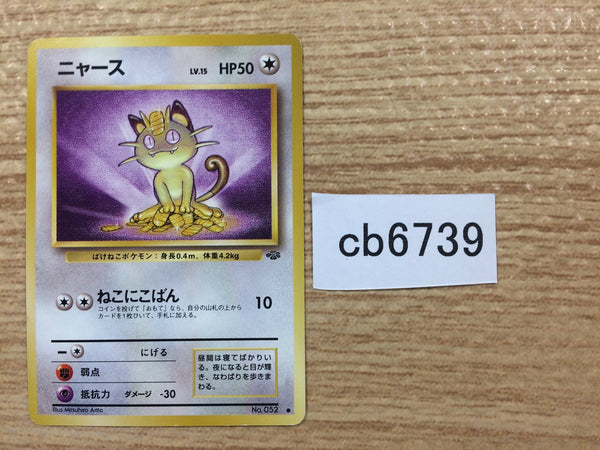 ニャース LV.15 HP50
ばけねこポケモン:身長0.4m、体重4.2kg
ねこにこばん 10
コインを投げて「おもて」なら、自分の山札の上から
カードを1枚ひいて、手札に加える。
にげる
弱点
抵抗力 ダメージ -30
昼間は寝てばかりい
る。夜になると目が輝
き、なわばりを歩きま
わる。
Illus.Mitsuhiro Arita
No.052
cb6739